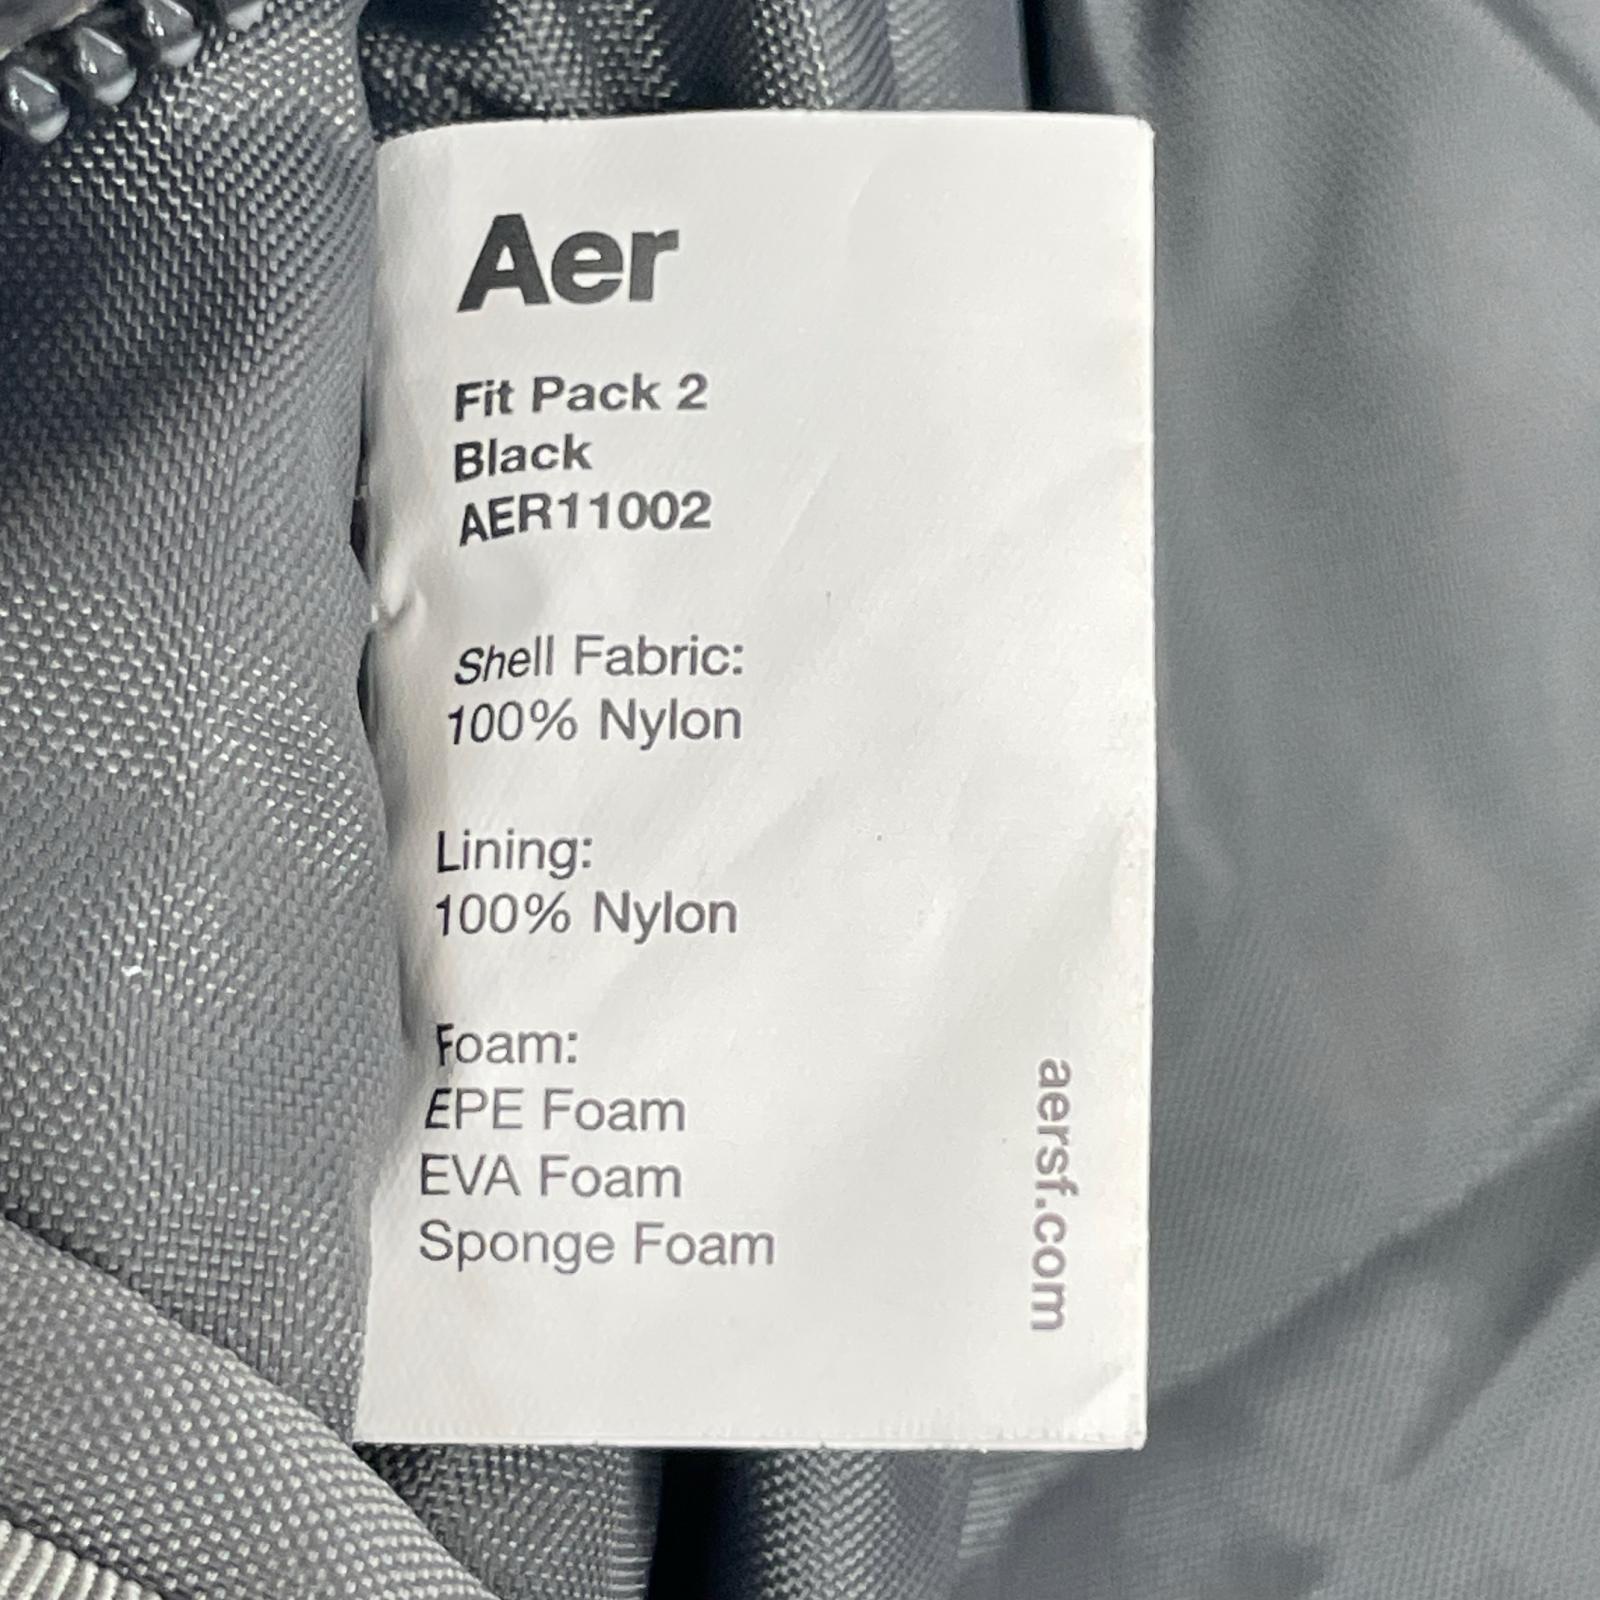 Aer
Fit Pack 2
Black
AER11002
Shell Fabric:
100% Nylon
Lining:
100% Nylon
Foam:
EPE Foam
EVA Foam
Sponge Foam
aersf.com